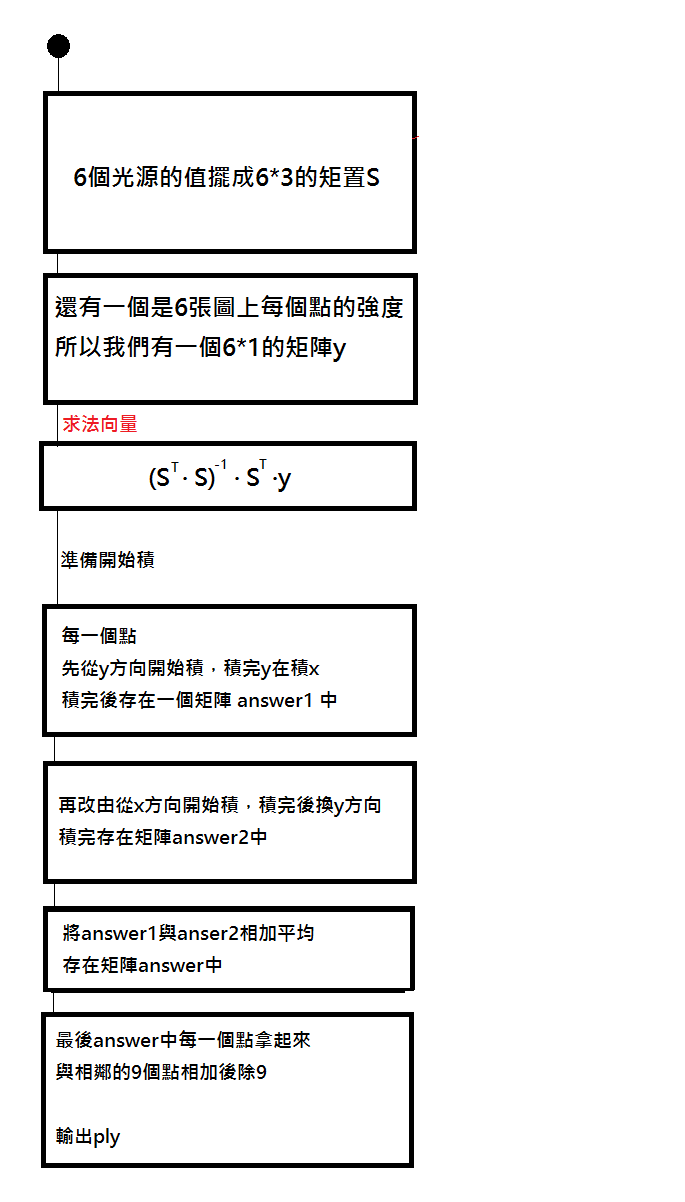 6個光源的值擺成6*3的矩置S
還有一個是6張圖上每個點的強度
所以我們有一個6*1的矩陣y
求法向量
(Sᵀ· S)⁻¹ · Sᵀ ·y
準備開始積
每一個點
先從y方向開始積，積完y在積x
積完後存在一個矩陣 answer1 中
再改由從x方向開始積，積完後換y方向
積完存在矩陣answer2中
將answer1與anser2相加平均
存在矩陣answer中
最後answer中每一個點拿起來
與相鄰的9個點相加後除9
輸出ply